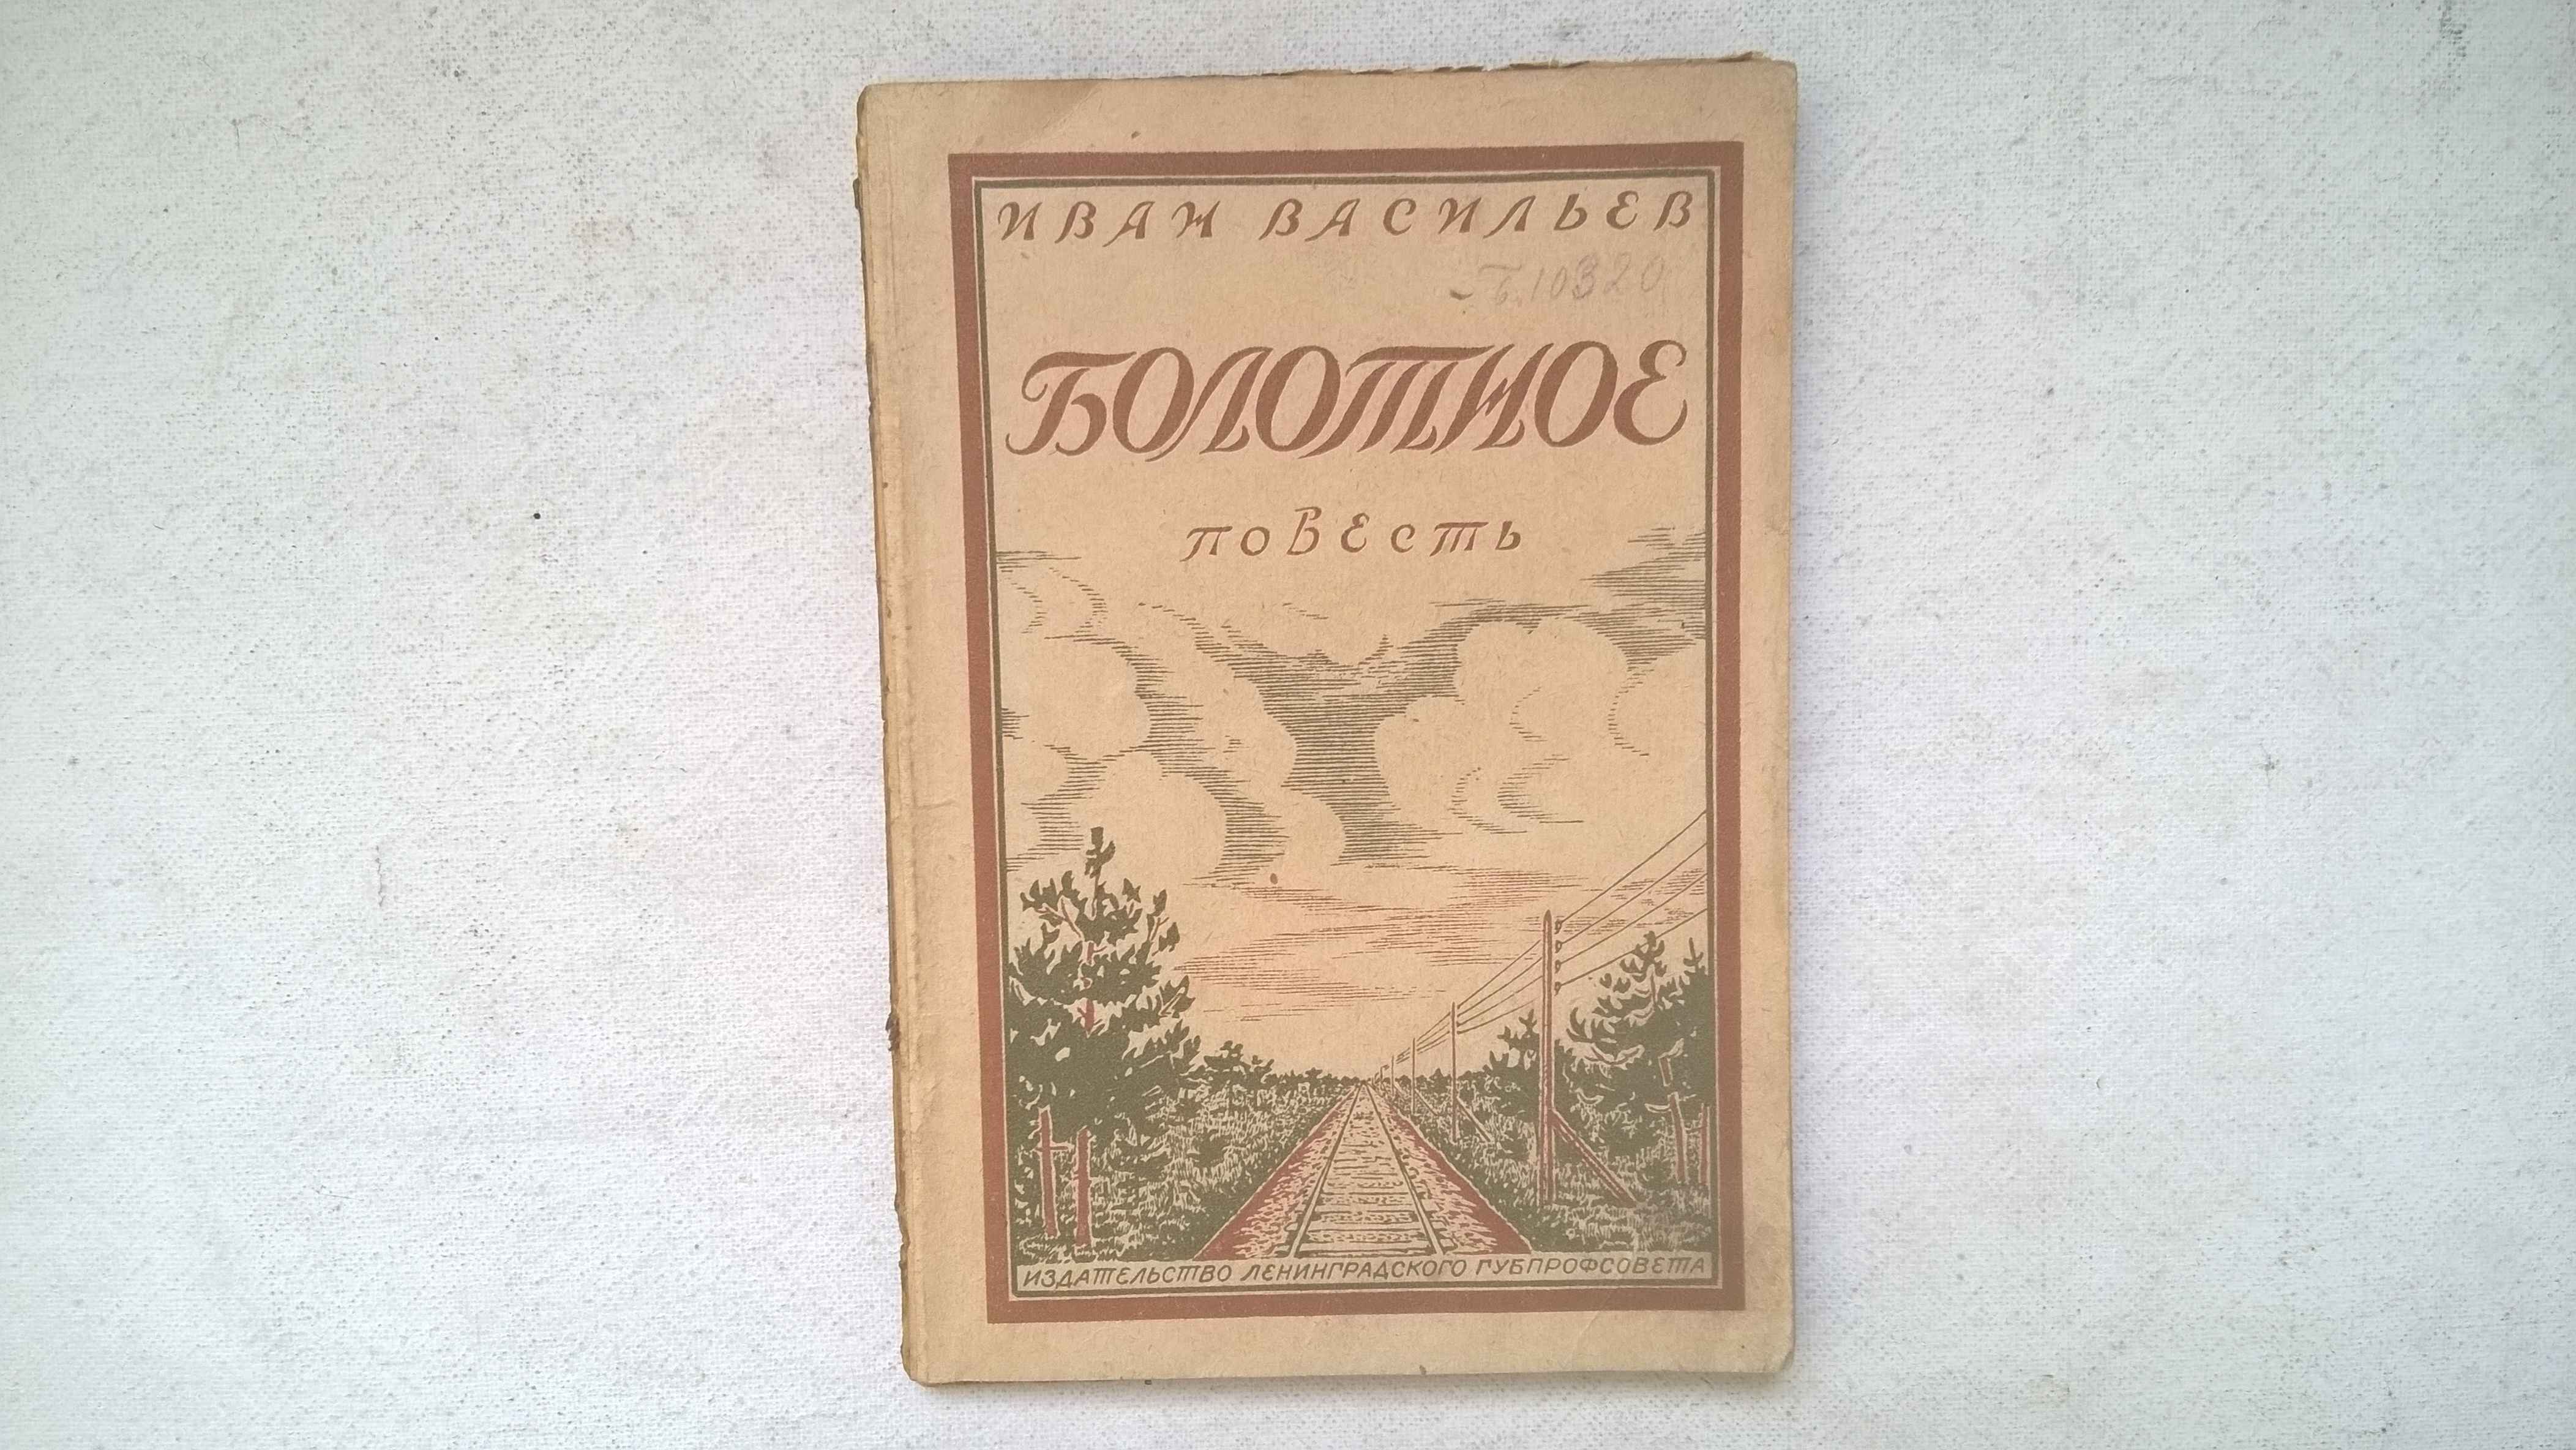 ИВАН ВАСИЛЬЕВ
Б.10320
БОЛОТНОЕ
повесть
ИЗДАТЕЛЬСТВО ЛЕНИНГРАДСКОГО ГУБПРОФСОВЕТА